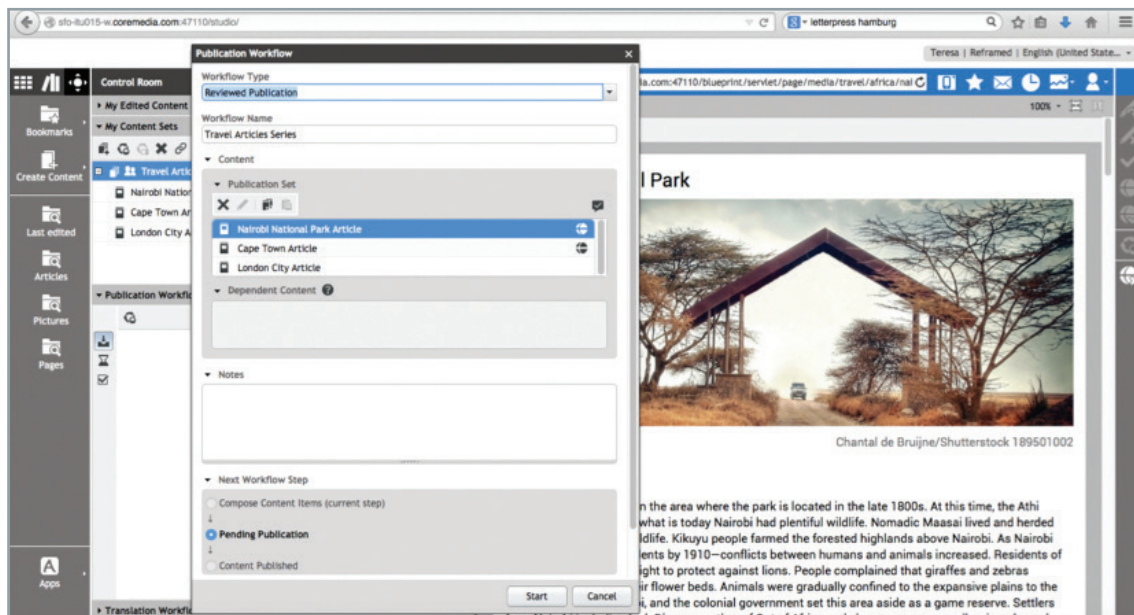 sfo-itu015-w.coremedia.com:47110/studio/
letterpress hamburg
Teresa | Reframed | English (United State...
Control Room
Publication Workflow
ia.com:47110/blueprint/servlet/page/media/travel/africa/nai
100%
Bookmarks
Create Content
Last edited
Articles
Pictures
Pages
Apps
My Edited Content
My Content Sets
Travel Artic
Nairobi Nation
Cape Town Ar
London City A
Publication Workflo
Translation Workflo
Workflow Type
Reviewed Publication
Workflow Name
Travel Articles Series
Content
Publication Set
Nairobi National Park Article
Cape Town Article
London City Article
Dependent Content
Notes
Next Workflow Step
Compose Content Items (current step)
Pending Publication
Content Published
Start Cancel
l Park
Chantal de Bruijne/Shutterstock 189501002
n the area where the park is located in the late 1800s. At this time, the Athi
what is today Nairobi had plentiful wildlife. Nomadic Maasai lived and herded
ldlife. Kikuyu people farmed the forested highlands above Nairobi. As Nairobi
ents by 1910—conflicts between humans and animals increased. Residents of
ight to protect against lions. People complained that giraffes and zebras
ir flower beds. Animals were gradually confined to the expansive plains to the
i, and the colonial government set this area aside as a game reserve. Settlers